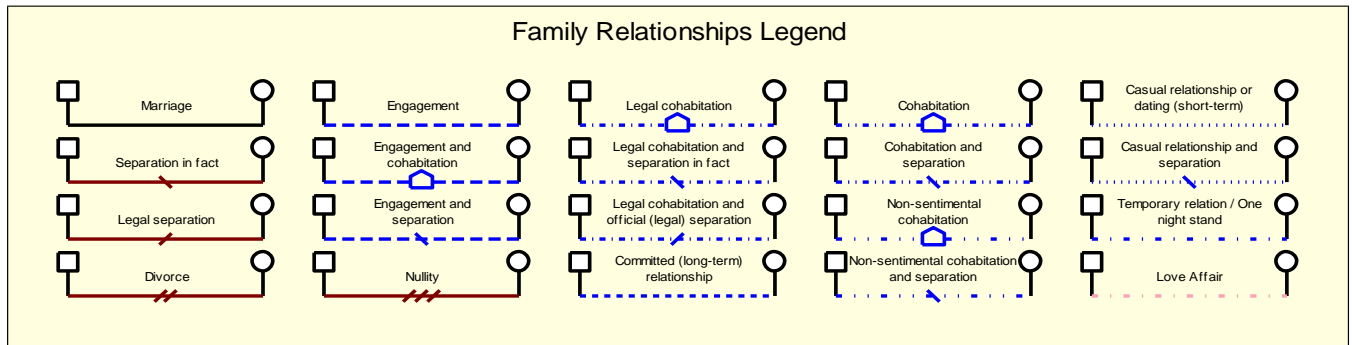 Family Relationships Legend
Marriage
Engagement
Legal cohabitation
Cohabitation
Casual relationship or
dating (short-term)
Separation in fact
Engagement and
cohabitation
Legal cohabitation and
separation in fact
Cohabitation and
separation
Casual relationship and
separation
Legal separation
Engagement and
separation
Legal cohabitation and
official (legal) separation
Non-sentimental
cohabitation
Temporary relation / One
night stand
Divorce
Nullity
Committed (long-term)
relationship
Non-sentimental cohabitation
and separation
Love Affair